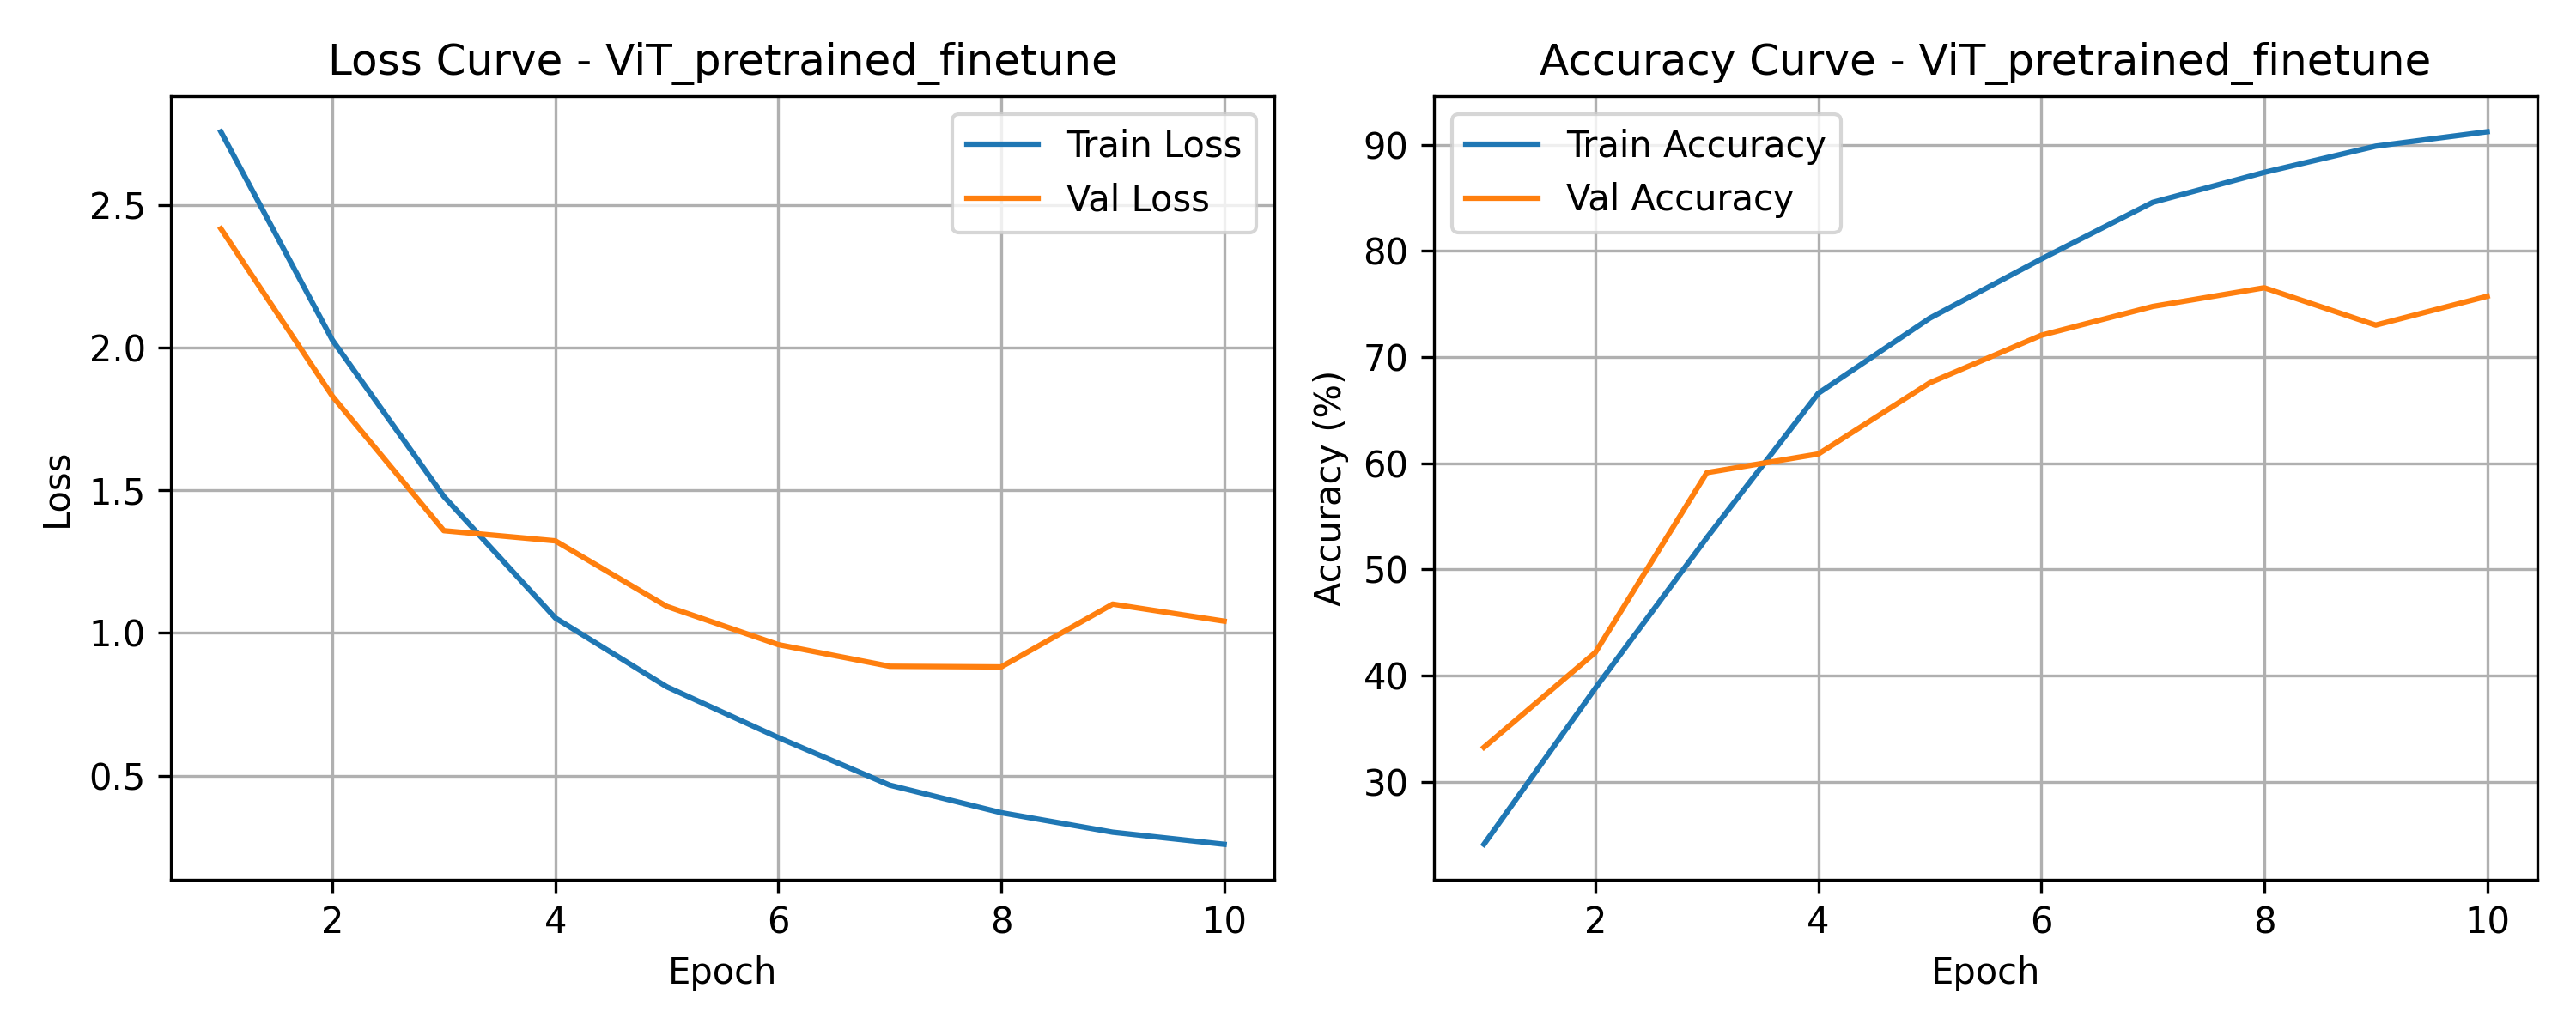 Loss Curve - ViT_pretrained_finetune
Train Loss
Val Loss
2.5
2.0
1.5
1.0
0.5
Loss
2 4 6 8 10
Epoch
Accuracy Curve - ViT_pretrained_finetune
Train Accuracy
Val Accuracy
90
80
70
60
50
40
30
Accuracy (%)
2 4 6 8 10
Epoch